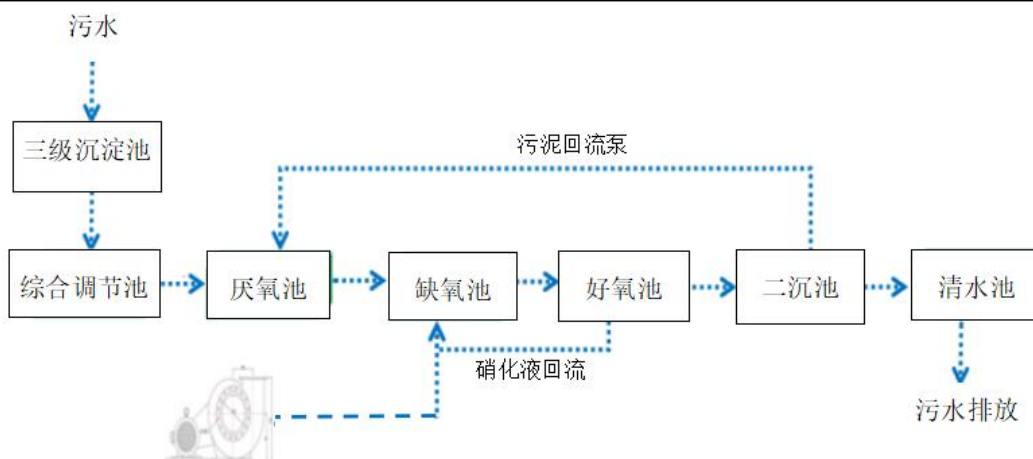 污水
三级沉淀池
污泥回流泵
综合调节池
厌氧池
缺氧池
好氧池
二沉池
清水池
硝化液回流
污水排放